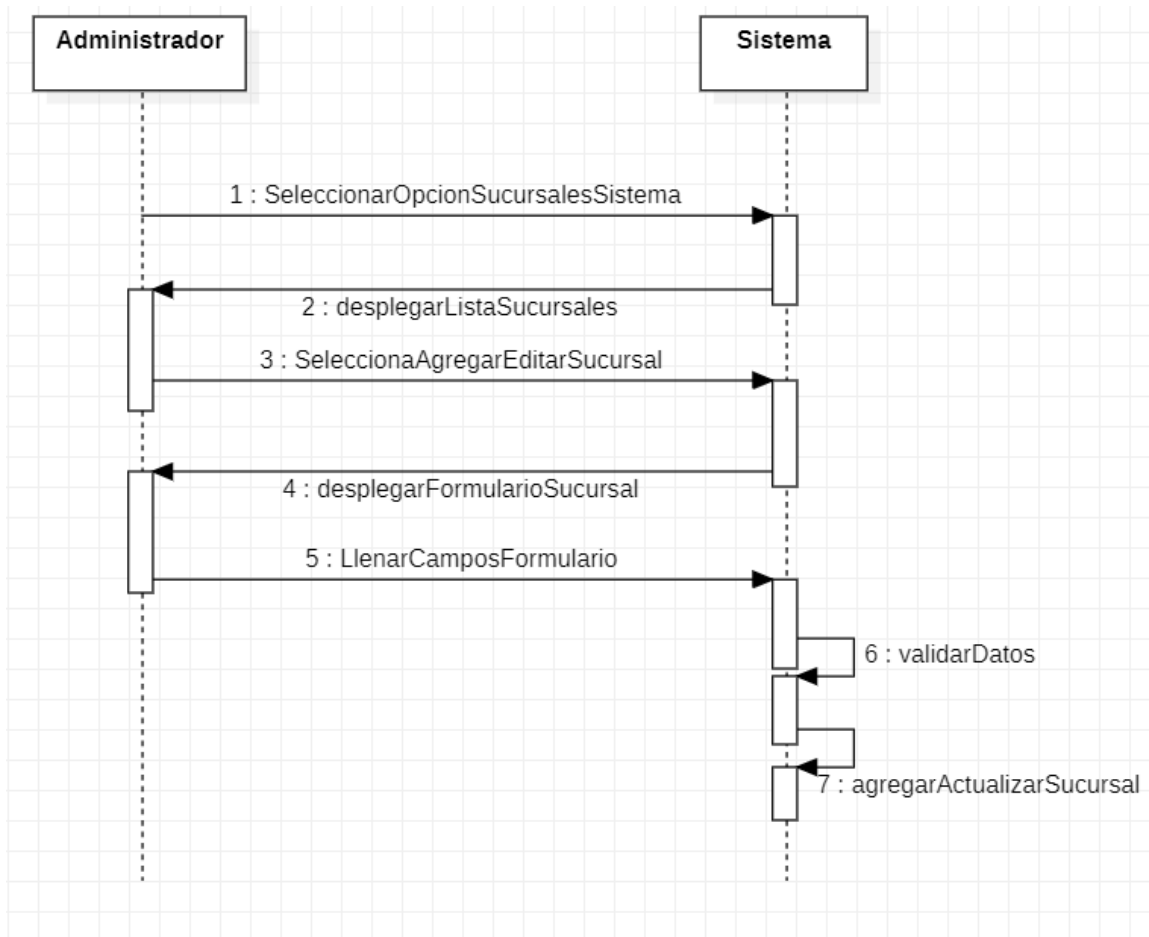 Administrador
Sistema
1 : SeleccionarOpcionSucursalesSistema
2 : desplegarListaSucursales
3 : SeleccionaAgregarEditarSucursal
4 : desplegarFormularioSucursal
5 : LlenarCamposFormulario
6 : validarDatos
7 : agregarActualizarSucursal